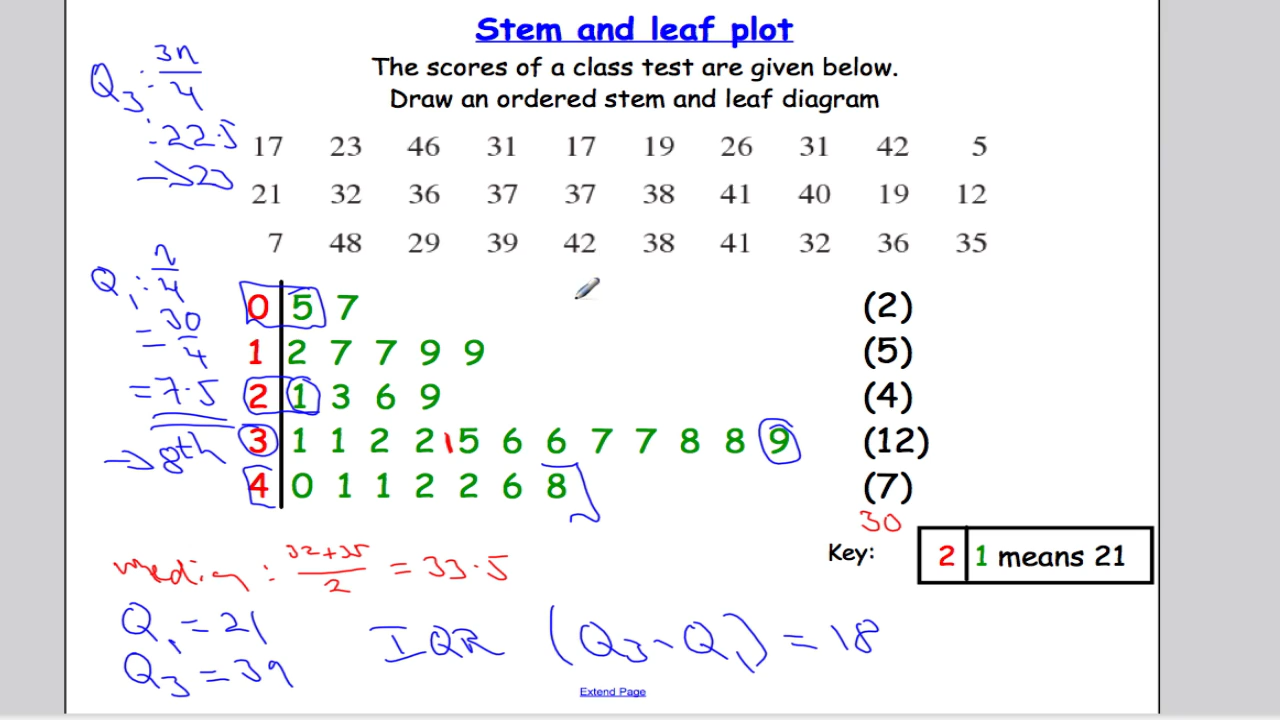 Stem and leaf plot
The scores of a class test are given below.
Draw an ordered stem and leaf diagram
17 23 46 31 17 19 26 31 42 5
21 32 36 37 37 38 41 40 19 12
7 48 29 39 42 38 41 32 36 35
Q3 : 3n/4
: 22.5
→ 23
Q1 : n/4
= 30/4
= 7.5
→ 8th
0 | 5 7 (2)
1 | 2 7 7 9 9 (5)
2 | 1 3 6 9 (4)
3 | 1 1 2 2 5 6 6 7 7 8 8 9 (12)
4 | 0 1 1 2 2 6 8 (7)
30
Key: 2 | 1 means 21
median : 32+35/2 = 33.5
Q1 = 21
Q3 = 39
IQR (Q3 - Q1) = 18
Extend Page